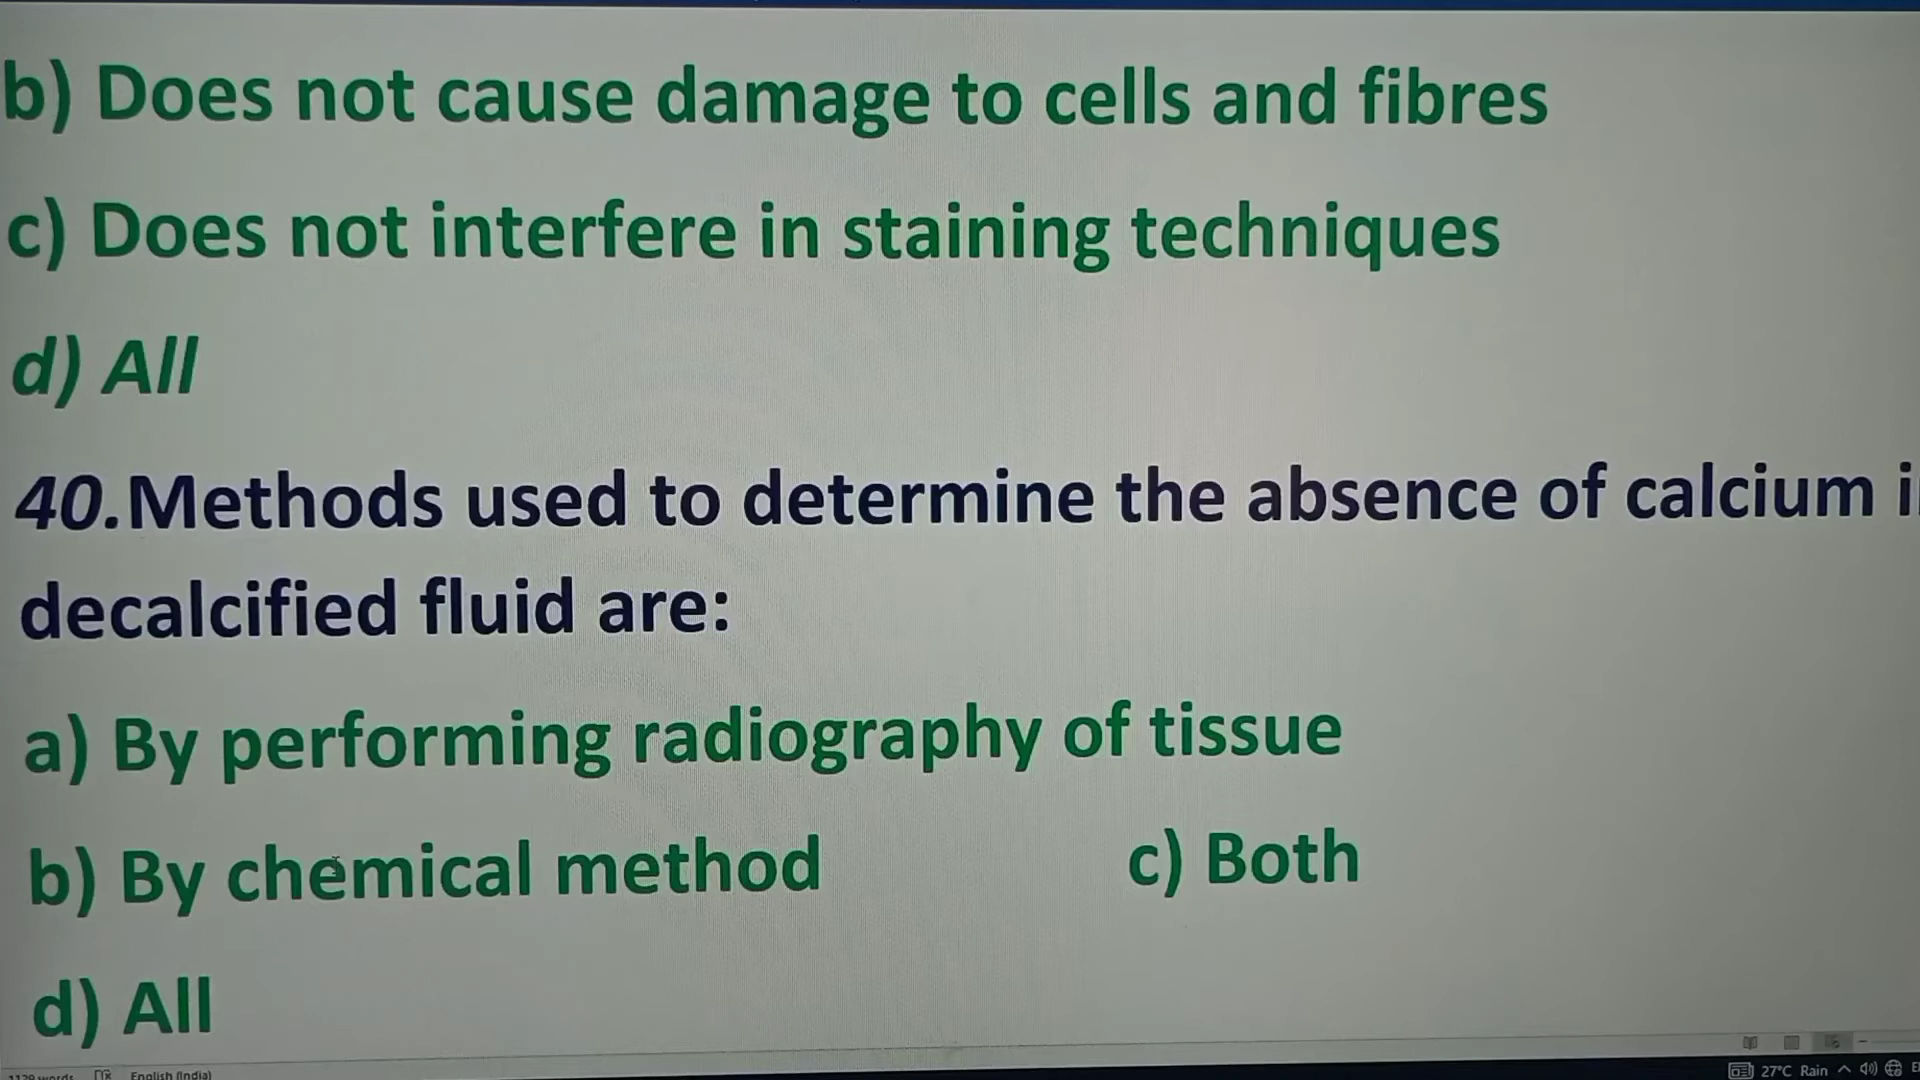 b) Does not cause damage to cells and fibres
c) Does not interfere in staining techniques
d) All
40.Methods used to determine the absence of calcium i
decalcified fluid are:
a) By performing radiography of tissue
b) By chemical method c) Both
d) All
1129 words English (India) 27°C Rain